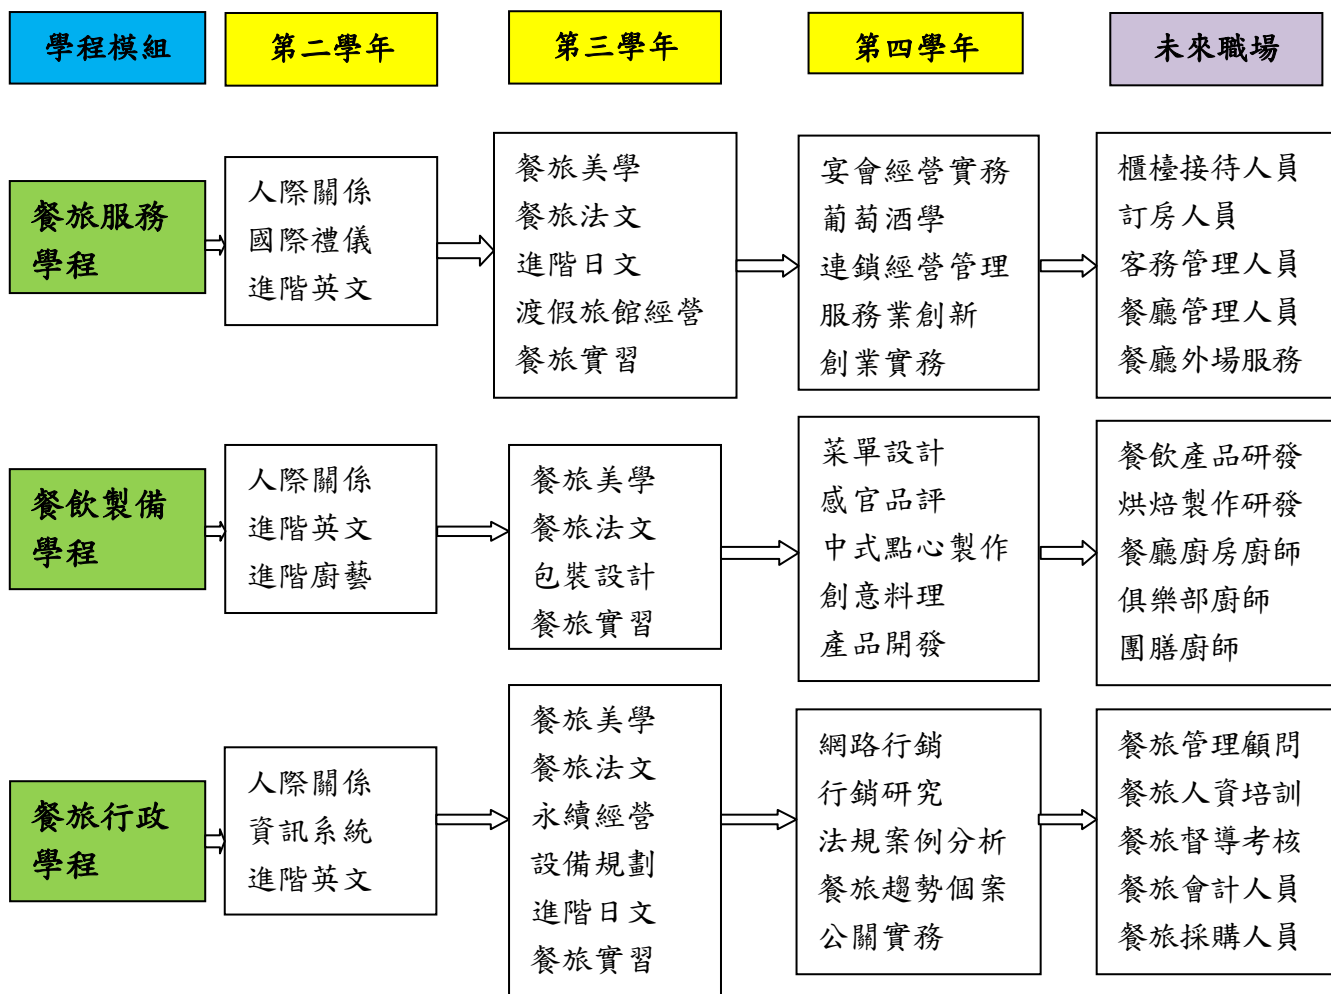 學程模組
第二學年
第三學年
第四學年
未來職場
餐旅服務
學程
人際關係
國際禮儀
進階英文
餐旅美學
餐旅法文
進階日文
渡假旅館經營
餐旅實習
宴會經營實務
葡萄酒學
連鎖經營管理
服務業創新
創業實務
櫃檯接待人員
訂房人員
客務管理人員
餐廳管理人員
餐廳外場服務
餐飲製備
學程
人際關係
進階英文
進階廚藝
餐旅美學
餐旅法文
包裝設計
餐旅實習
菜單設計
感官品評
中式點心製作
創意料理
產品開發
餐飲產品研發
烘焙製作研發
餐廳廚房廚師
俱樂部廚師
團膳廚師
餐旅行政
學程
人際關係
資訊系統
進階英文
餐旅美學
餐旅法文
永續經營
設備規劃
進階日文
餐旅實習
網路行銷
行銷研究
法規案例分析
餐旅趨勢個案
公關實務
餐旅管理顧問
餐旅人資培訓
餐旅督導考核
餐旅會計人員
餐旅採購人員